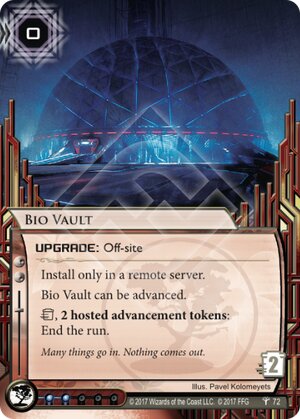 0
BIO VAULT
UPGRADE: Off-site
Install only in a remote server.
Bio Vault can be advanced.
, 2 hosted advancement tokens:
End the run.
Many things go in. Nothing comes out.
2
Illus. Pavel Kolomeyets
© 2017 Wizards of the Coast LLC. © 2017 FFG 72